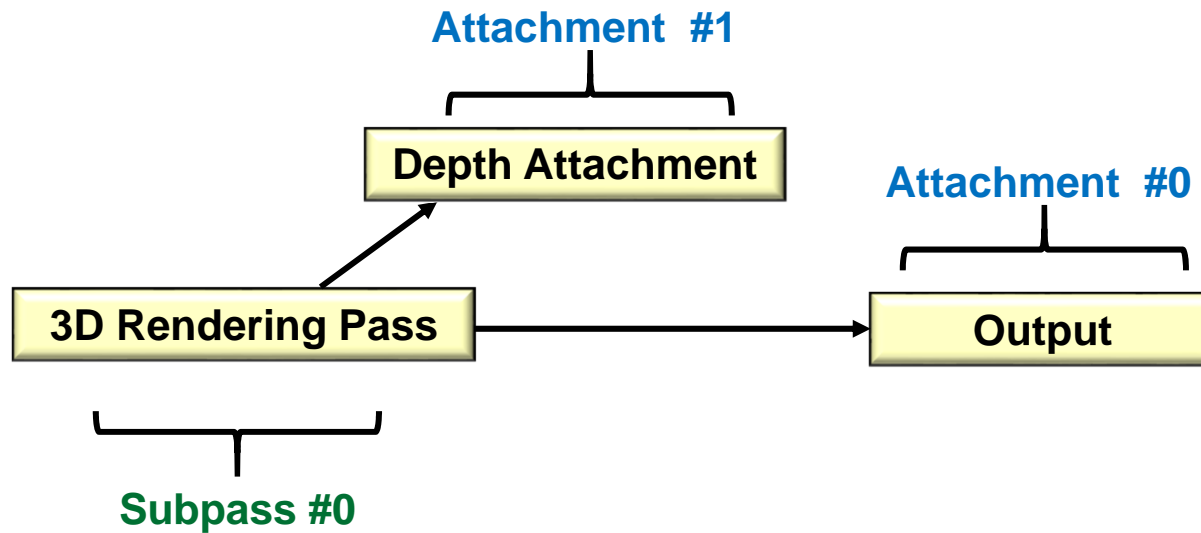 Attachment #1
Depth Attachment
Attachment #0
3D Rendering Pass
Output
Subpass #0